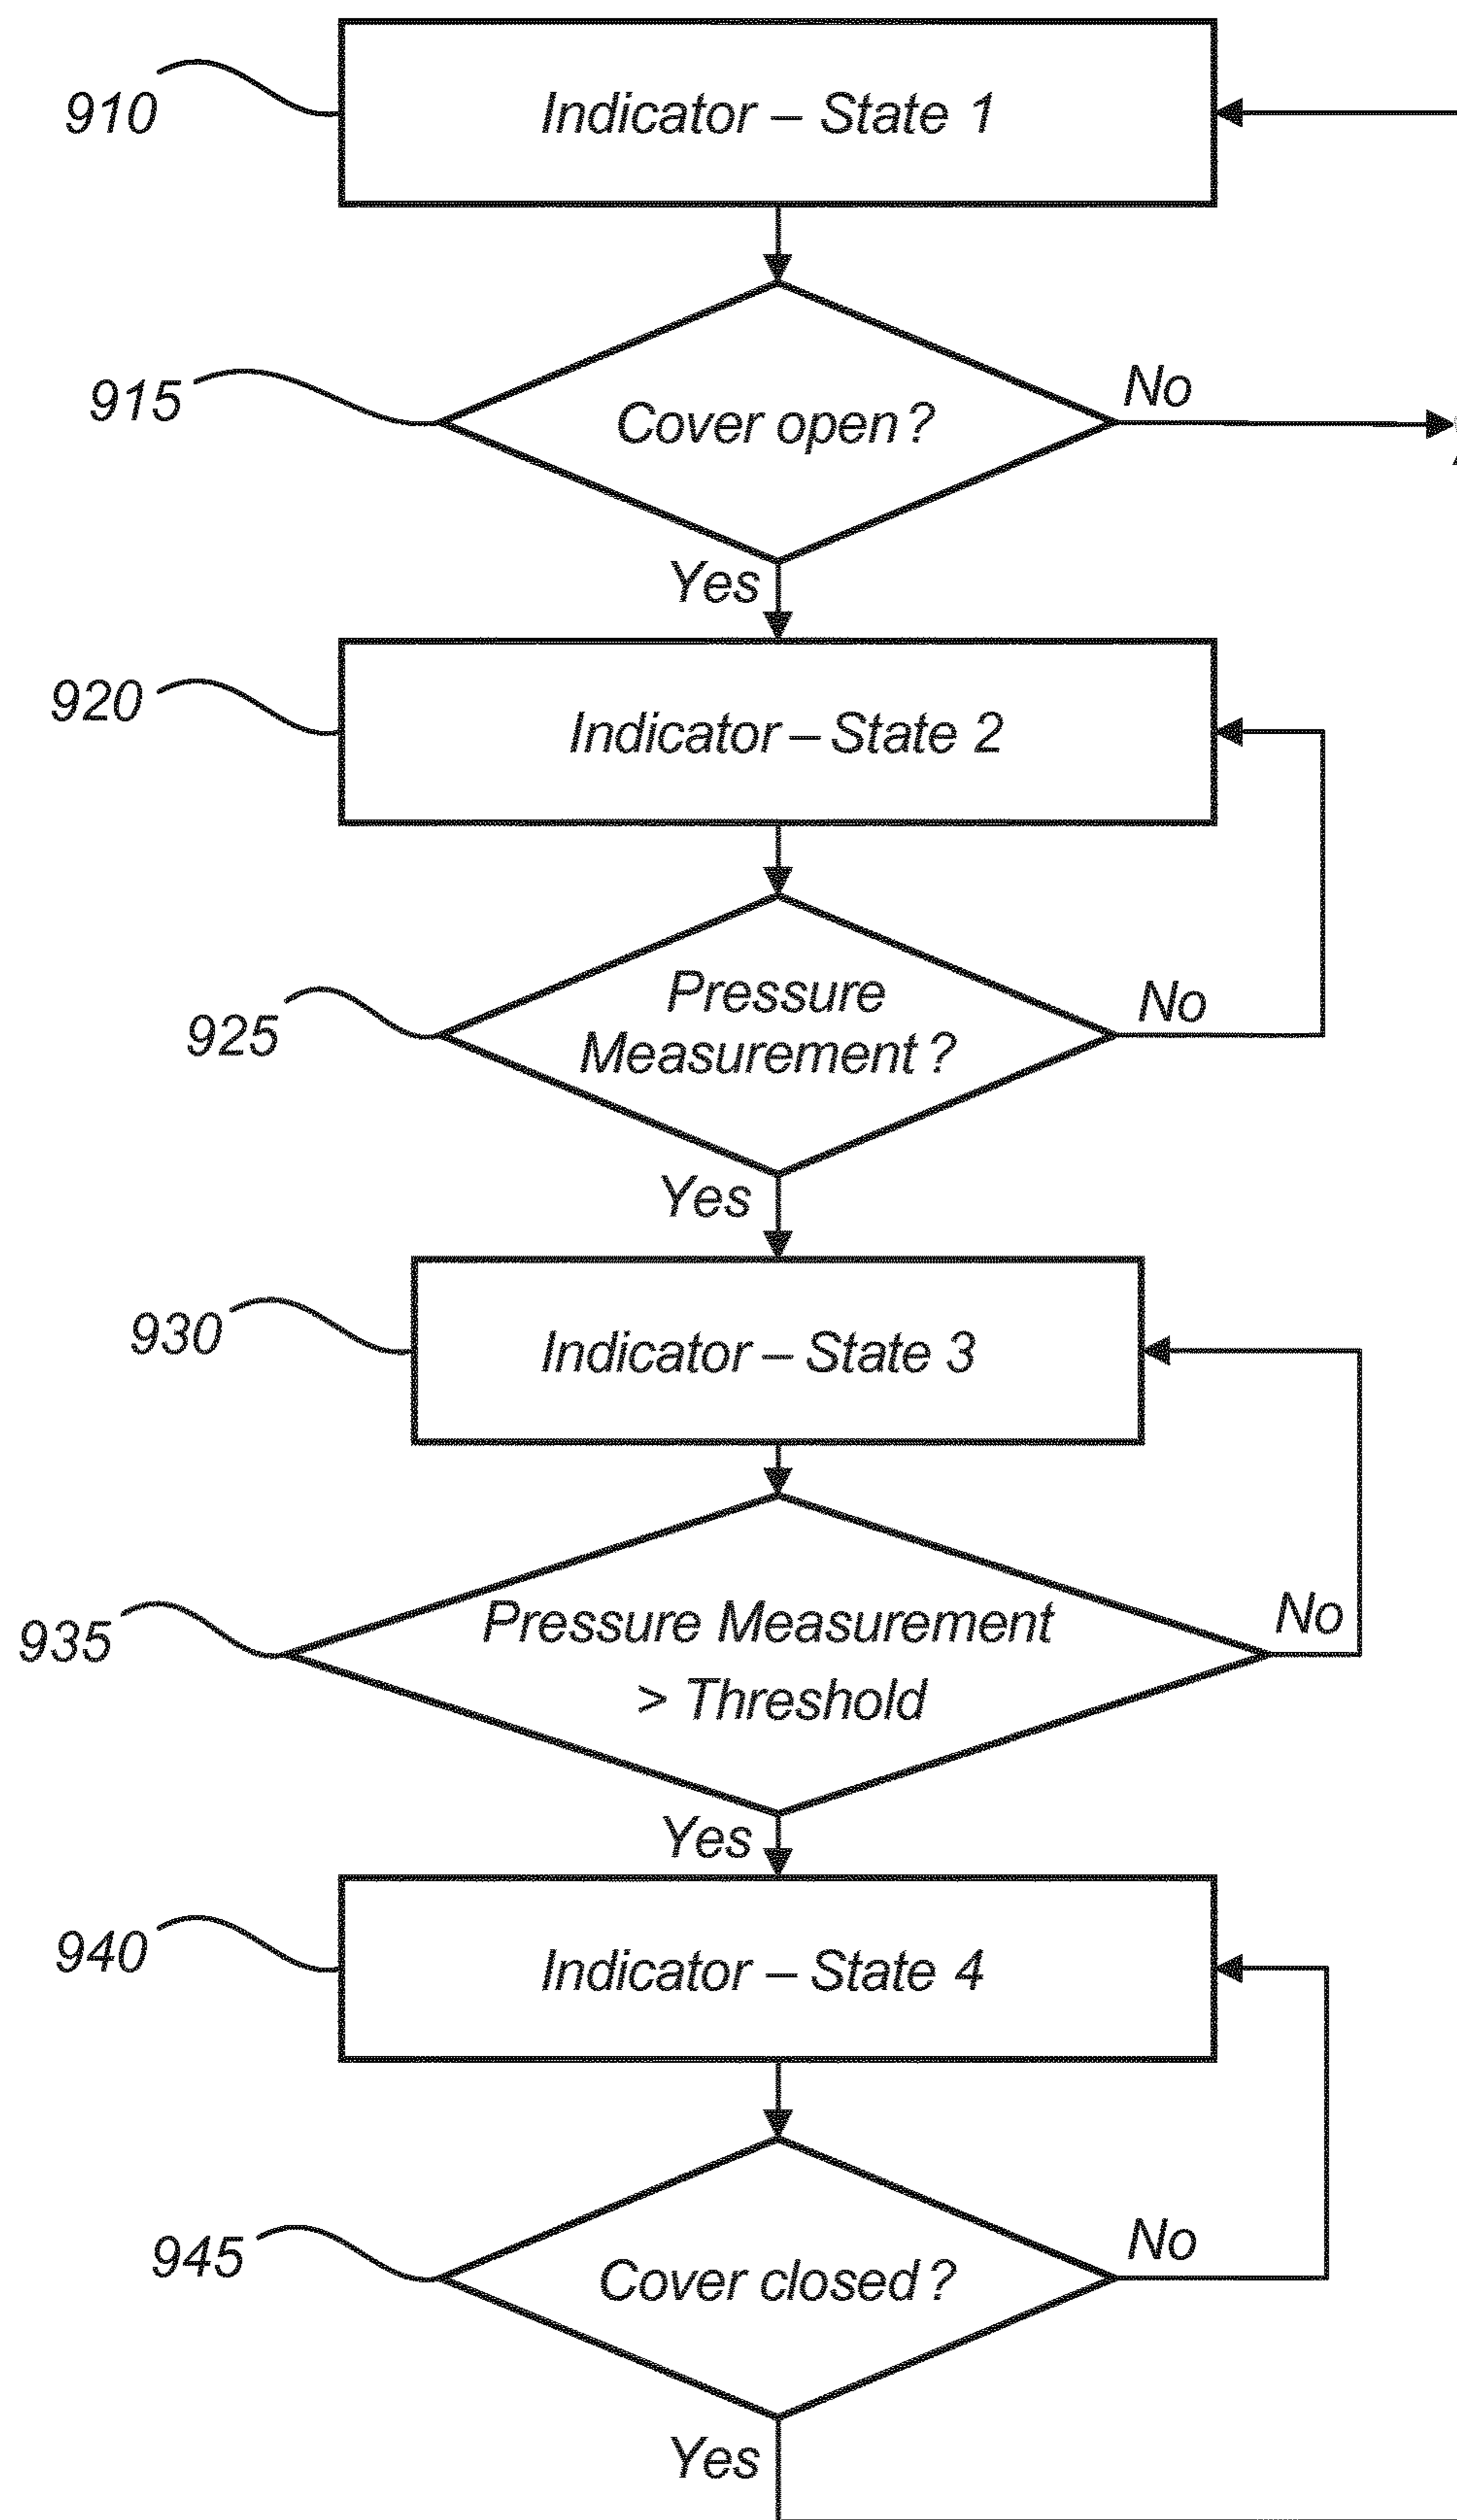 910
Indicator – State 1
915
Cover open?
No
Yes
920
Indicator – State 2
925
Pressure
Measurement?
No
Yes
930
Indicator – State 3
935
Pressure Measurement
> Threshold
No
Yes
940
Indicator – State 4
945
Cover closed?
No
Yes